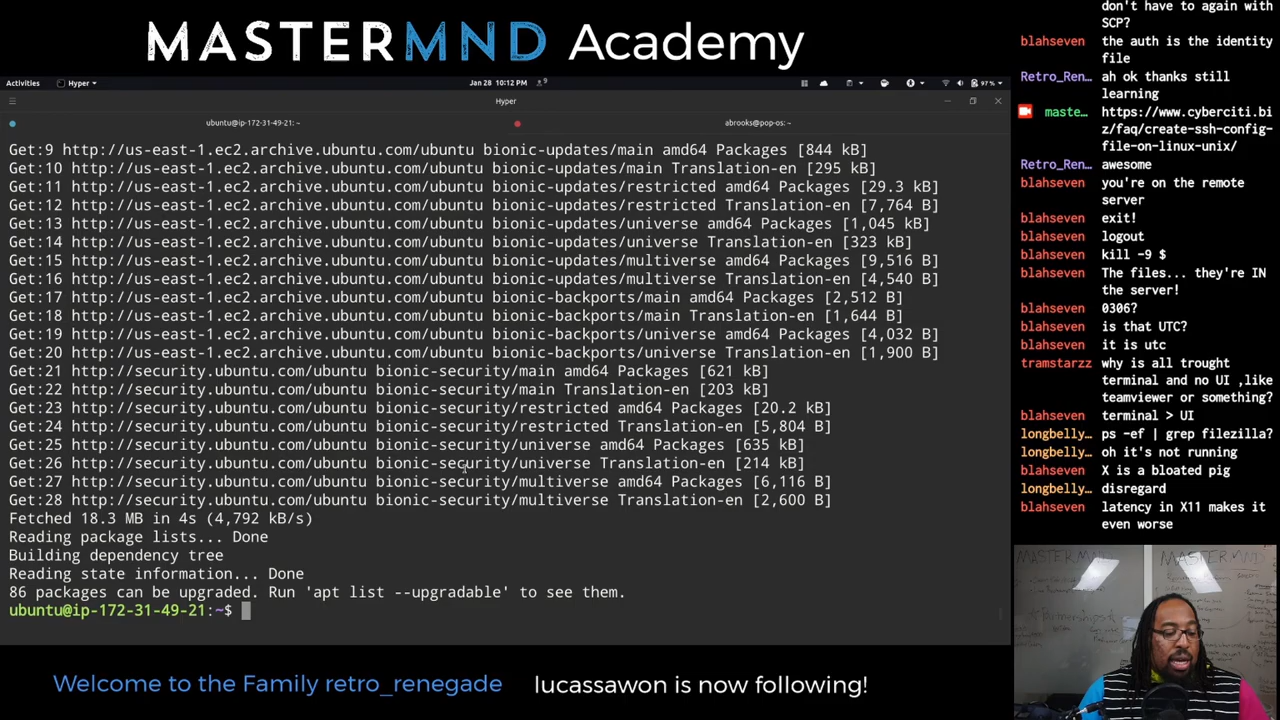 MASTERMND Academy
Activities
Hyper
Jan 28 10:12 PM
9
97 %
Hyper
ubuntu@ip-172-31-49-21: ~
abrooks@pop-os: ~
Get:9 http://us-east-1.ec2.archive.ubuntu.com/ubuntu bionic-updates/main amd64 Packages [844 kB]
Get:10 http://us-east-1.ec2.archive.ubuntu.com/ubuntu bionic-updates/main Translation-en [295 kB]
Get:11 http://us-east-1.ec2.archive.ubuntu.com/ubuntu bionic-updates/restricted amd64 Packages [29.3 kB]
Get:12 http://us-east-1.ec2.archive.ubuntu.com/ubuntu bionic-updates/restricted Translation-en [7,764 B]
Get:13 http://us-east-1.ec2.archive.ubuntu.com/ubuntu bionic-updates/universe amd64 Packages [1,045 kB]
Get:14 http://us-east-1.ec2.archive.ubuntu.com/ubuntu bionic-updates/universe Translation-en [323 kB]
Get:15 http://us-east-1.ec2.archive.ubuntu.com/ubuntu bionic-updates/multiverse amd64 Packages [9,516 B]
Get:16 http://us-east-1.ec2.archive.ubuntu.com/ubuntu bionic-updates/multiverse Translation-en [4,540 B]
Get:17 http://us-east-1.ec2.archive.ubuntu.com/ubuntu bionic-backports/main amd64 Packages [2,512 B]
Get:18 http://us-east-1.ec2.archive.ubuntu.com/ubuntu bionic-backports/main Translation-en [1,644 B]
Get:19 http://us-east-1.ec2.archive.ubuntu.com/ubuntu bionic-backports/universe amd64 Packages [4,032 B]
Get:20 http://us-east-1.ec2.archive.ubuntu.com/ubuntu bionic-backports/universe Translation-en [1,900 B]
Get:21 http://security.ubuntu.com/ubuntu bionic-security/main amd64 Packages [621 kB]
Get:22 http://security.ubuntu.com/ubuntu bionic-security/main Translation-en [203 kB]
Get:23 http://security.ubuntu.com/ubuntu bionic-security/restricted amd64 Packages [20.2 kB]
Get:24 http://security.ubuntu.com/ubuntu bionic-security/restricted Translation-en [5,804 B]
Get:25 http://security.ubuntu.com/ubuntu bionic-security/universe amd64 Packages [635 kB]
Get:26 http://security.ubuntu.com/ubuntu bionic-security/universe Translation-en [214 kB]
Get:27 http://security.ubuntu.com/ubuntu bionic-security/multiverse amd64 Packages [6,116 B]
Get:28 http://security.ubuntu.com/ubuntu bionic-security/multiverse Translation-en [2,600 B]
Fetched 18.3 MB in 4s (4,792 kB/s)
Reading package lists... Done
Building dependency tree
Reading state information... Done
86 packages can be upgraded. Run 'apt list --upgradable' to see them.
ubuntu@ip-172-31-49-21:~$
don't have to again with
SCP?
blahseven the auth is the identity
file
Retro_Ren… ah ok thanks still
learning
maste… https://www.cyberciti.bi
z/faq/create-ssh-config-
file-on-linux-unix/
Retro_Ren… awesome
blahseven you're on the remote
server
blahseven exit!
blahseven logout
blahseven kill -9 $
blahseven The files... they're IN
the server!
blahseven 0306?
blahseven is that UTC?
blahseven it is utc
tramstarzz why is all trought
terminal and no UI ,like
teamviewer or something?
blahseven terminal > UI
longbelly… ps -ef | grep filezilla?
longbelly… oh it's not running
blahseven X is a bloated pig
longbelly… disregard
blahseven latency in X11 makes it
even worse
MASTERMND
MASTERMND
Welcome to the Family retro_renegade
lucassawon is now following!